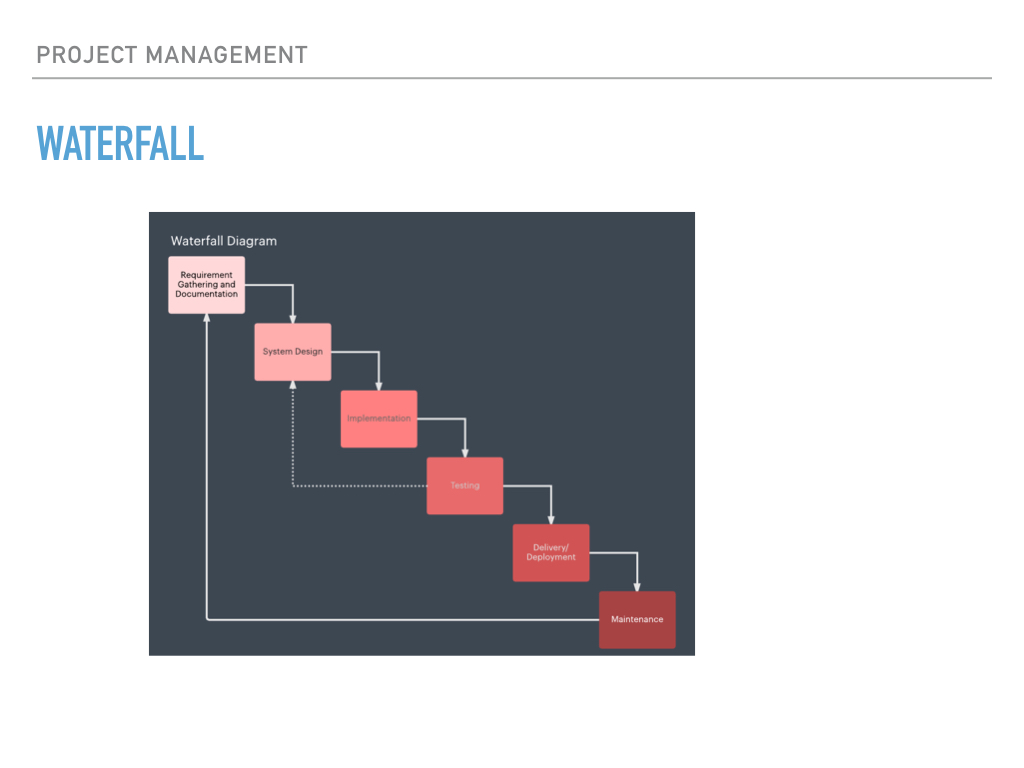 PROJECT MANAGEMENT
WATERFALL
Waterfall Diagram
Requirement
Gathering and
Documentation
System Design
Implementation
Testing
Delivery/
Deployment
Maintenance